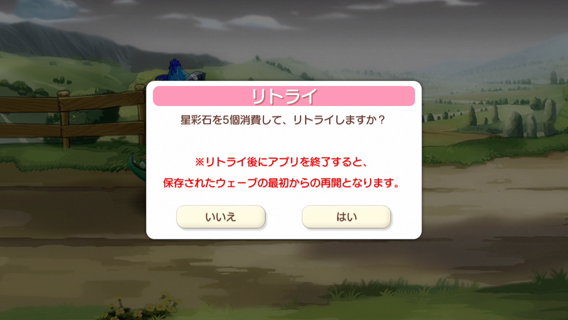 リトライ
星彩石を5個消費して、リトライしますか？
※リトライ後にアプリを終了すると、
保存されたウェーブの最初からの再開となります。
いいえ
はい